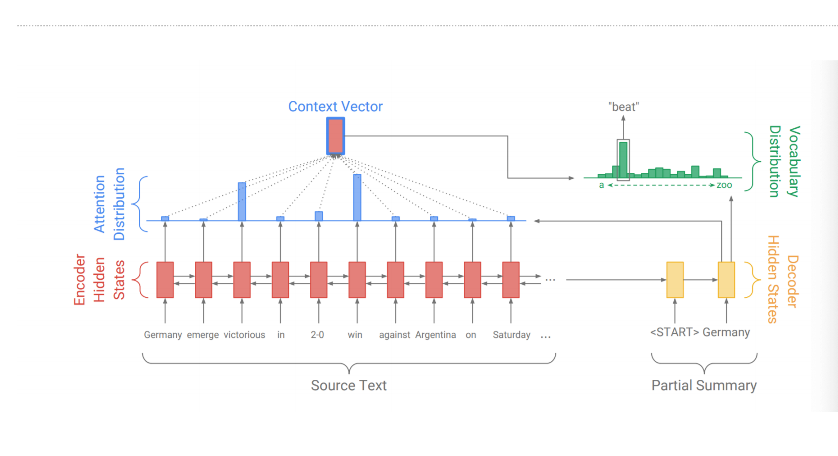 Context Vector
"beat"
Vocabulary
Distribution
a
zoo
Attention
Distribution
Encoder
Hidden
States
...
Decoder
Hidden States
Germany emerge victorious in 2-0 win against Argentina on Saturday ...
<START> Germany
Source Text
Partial Summary